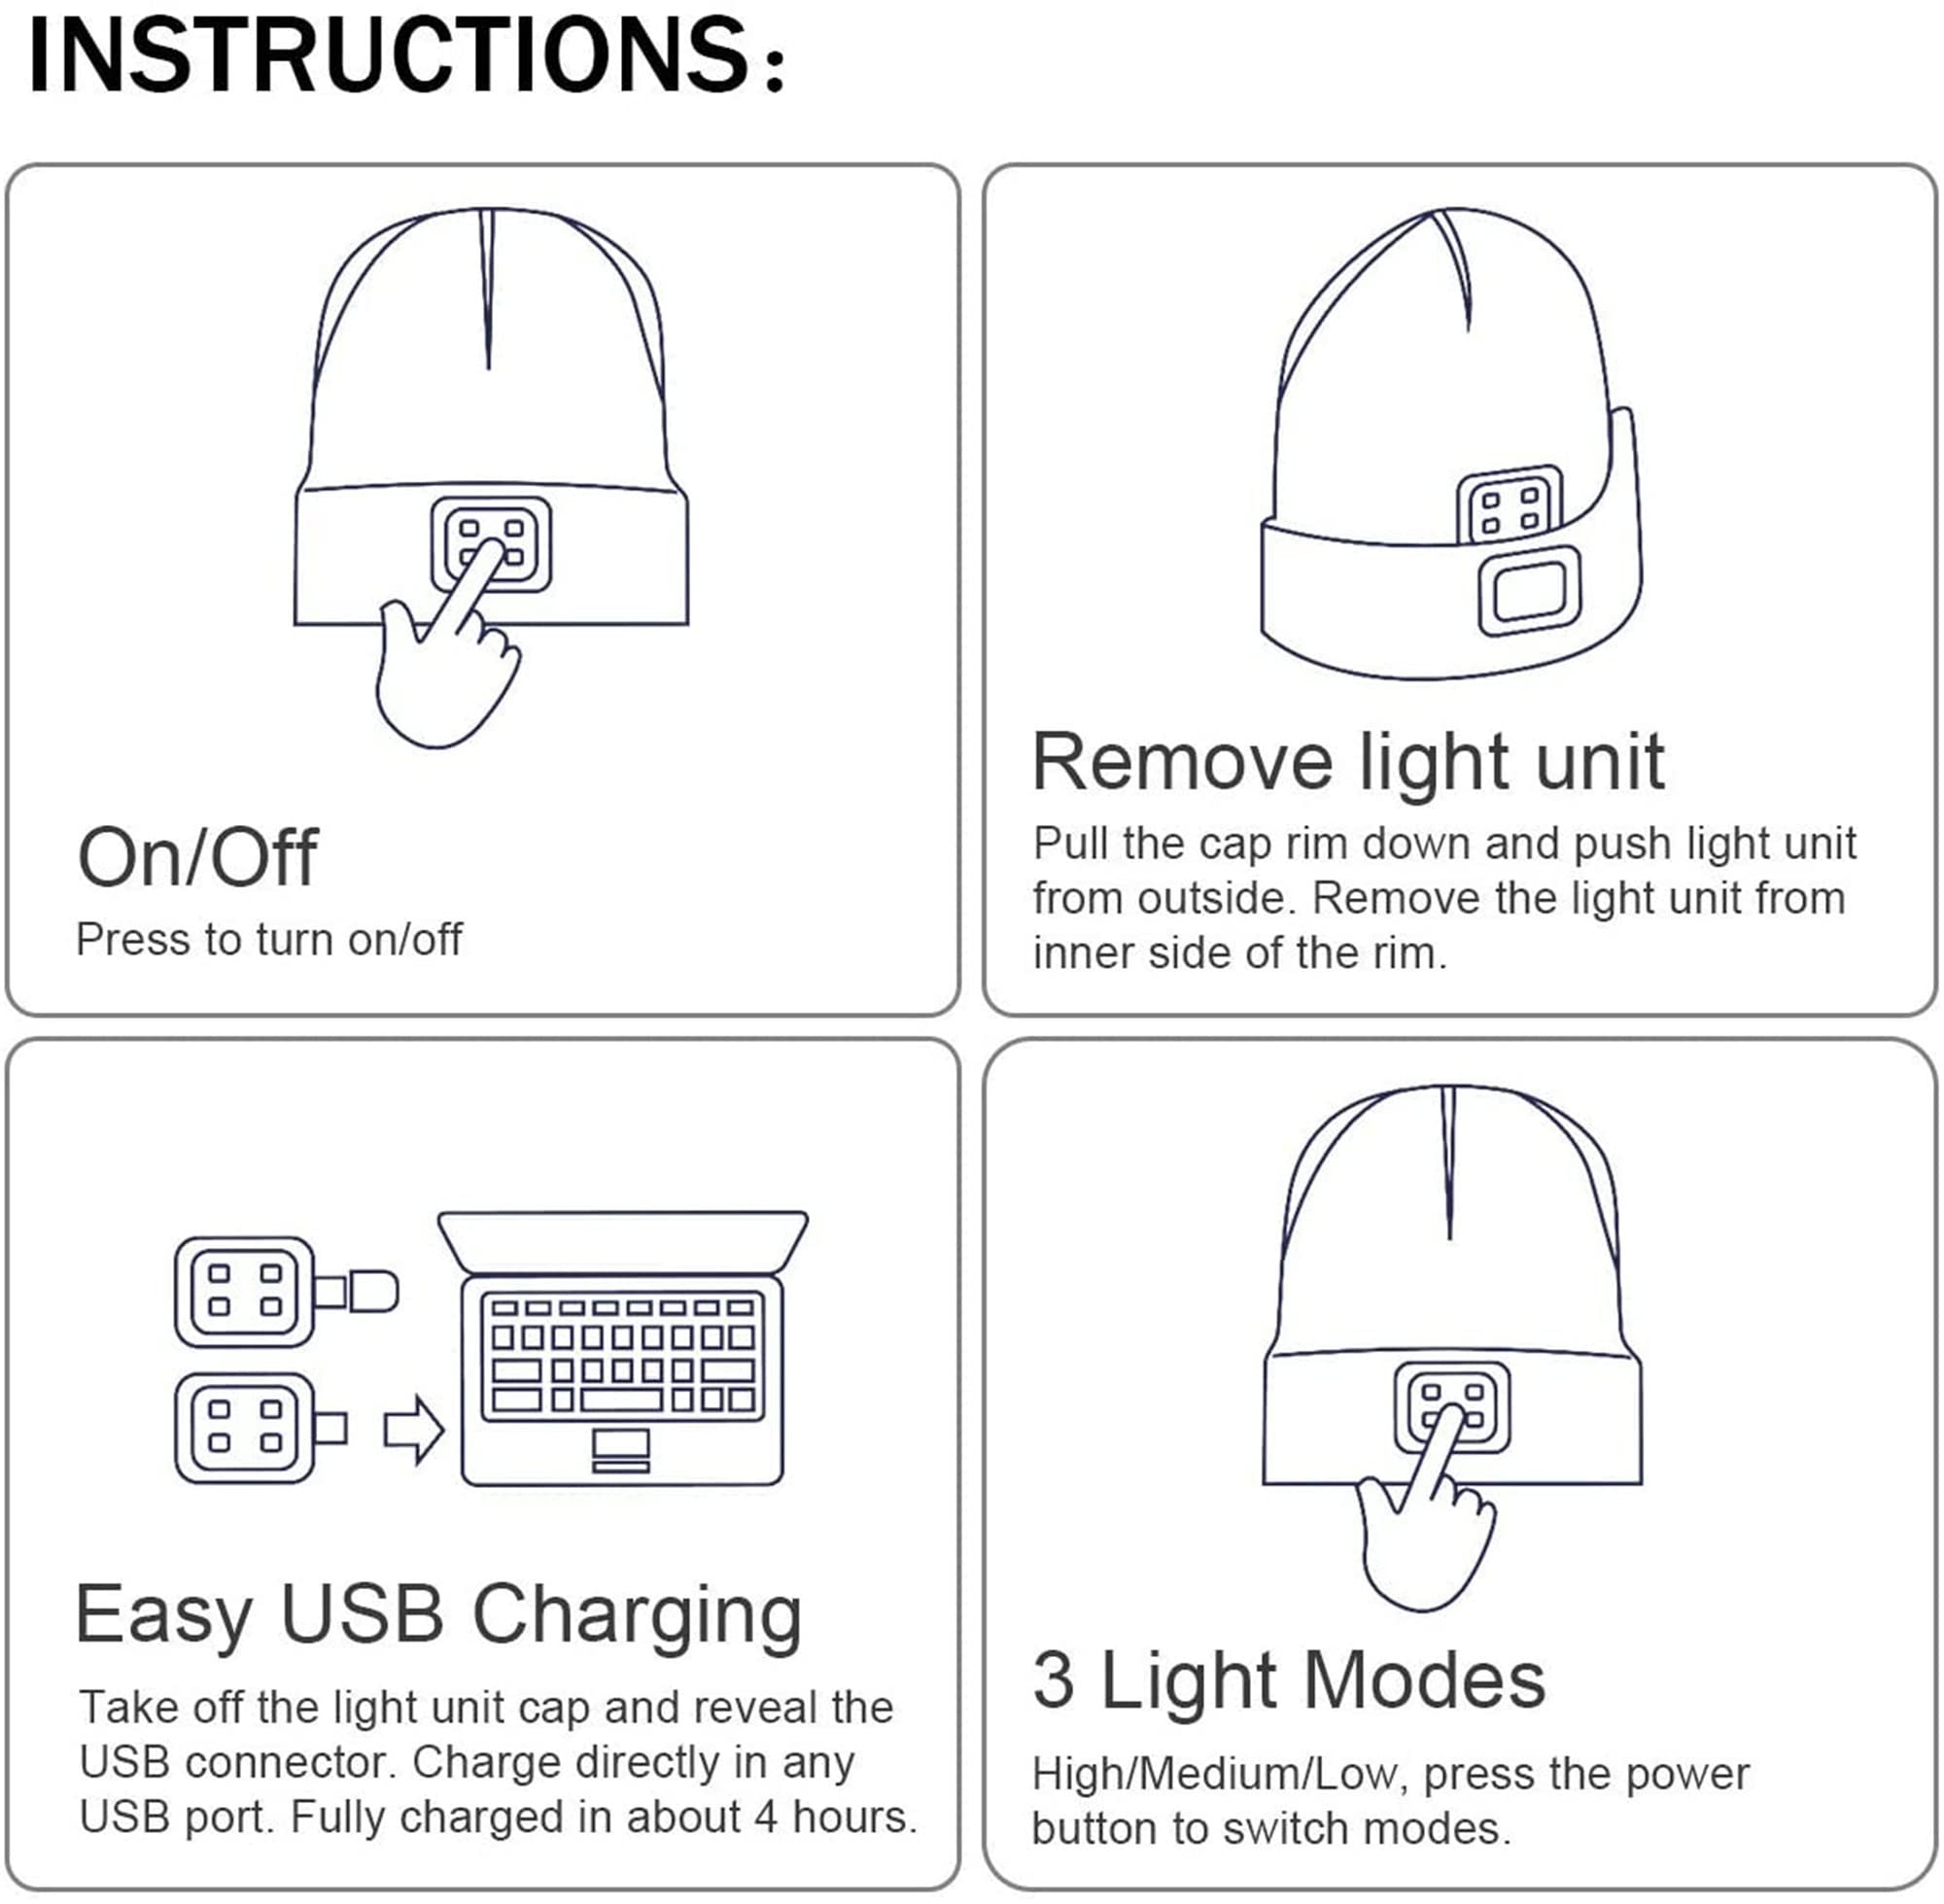 INSTRUCTIONS:
On/Off
Press to turn on/off
Remove light unit
Pull the cap rim down and push light unit
from outside. Remove the light unit from
inner side of the rim.
Easy USB Charging
Take off the light unit cap and reveal the
USB connector. Charge directly in any
USB port. Fully charged in about 4 hours.
3 Light Modes
High/Medium/Low, press the power
button to switch modes.